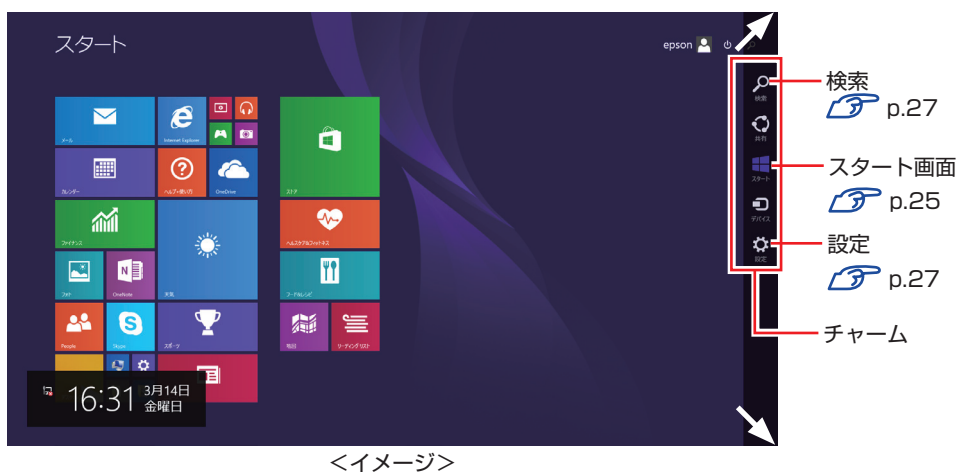 スタート
epson
検索
p.27
検索
共有
スタート
デバイス
設定
スタート画面
p.25
設定
p.27
チャーム
メール
Internet Explorer
カレンダー
ヘルプ+使い方
OneDrive
ストア
ファイナンス
天気
ヘルスケア&フィットネス
フォト
OneNote
フード&レシピ
People
Skype
スポーツ
地図
リーディング リスト
16:31
3月14日
金曜日
<イメージ>